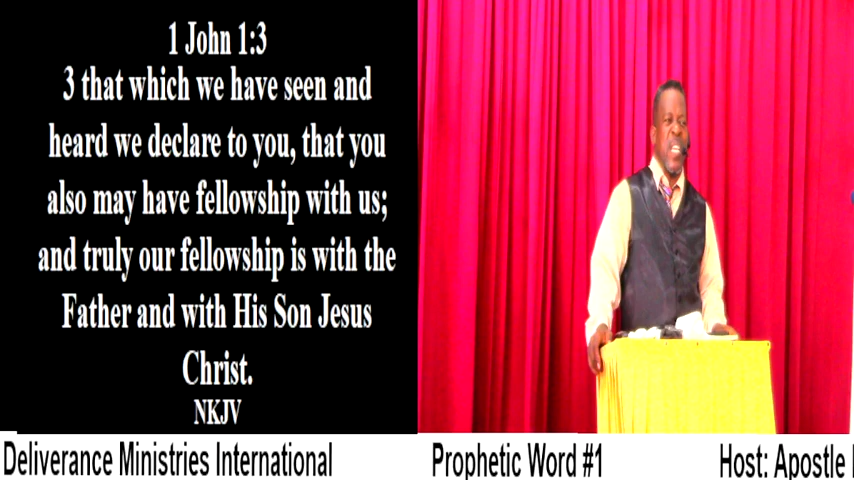 1 John 1:3
3 that which we have seen and
heard we declare to you, that you
also may have fellowship with us;
and truly our fellowship is with the
Father and with His Son Jesus
Christ.
NKJV
Deliverance Ministries International Prophetic Word #1 Host: Apostle